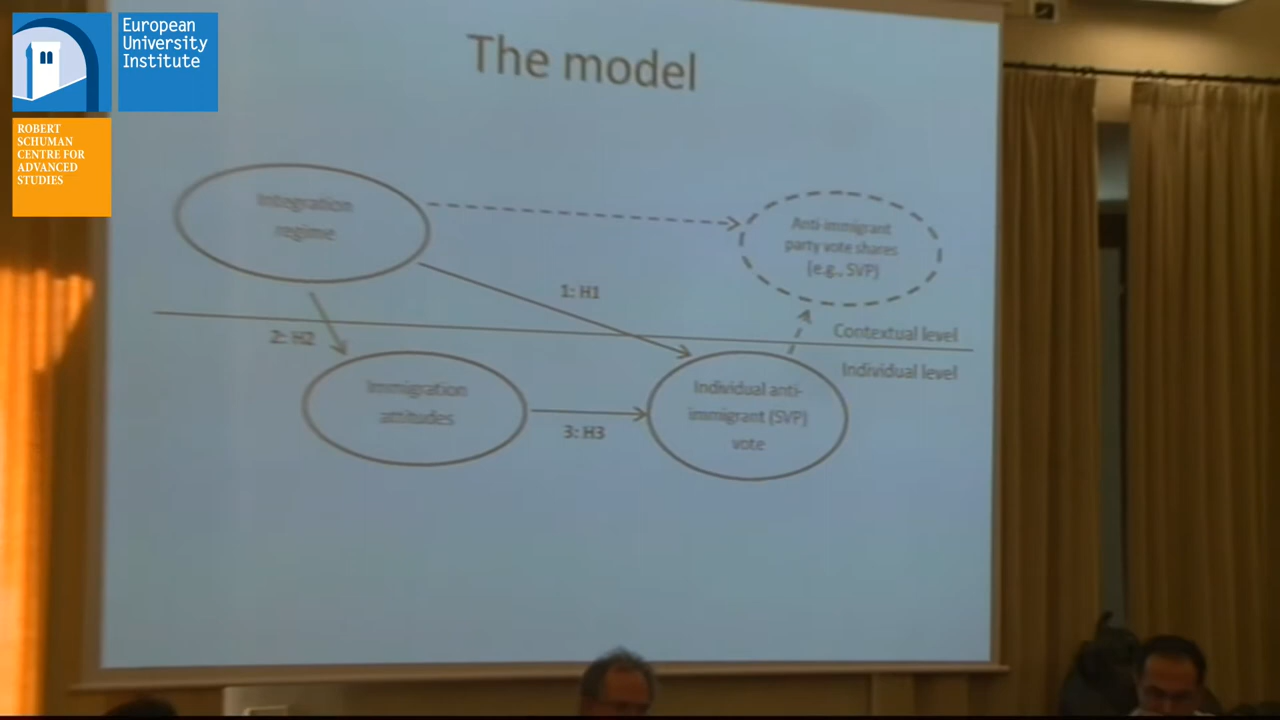 European
University
Institute
ROBERT
SCHUMAN
CENTRE FOR
ADVANCED
STUDIES
The model
Integration
regime
Anti-immigrant
party vote shares
(e.g., SVP)
1: H1
Contextual level
2: H2
Individual level
Immigration
attitudes
Individual anti-
immigrant (SVP)
vote
3: H3